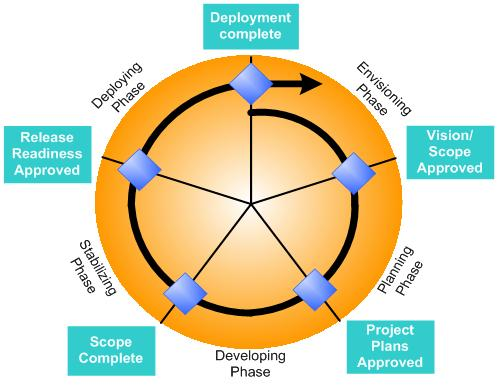 Deployment
complete
Envisioning
Phase
Vision/
Scope
Approved
Planning
Phase
Project
Plans
Approved
Developing
Phase
Scope
Complete
Stabilizing
Phase
Release
Readiness
Approved
Deploying
Phase